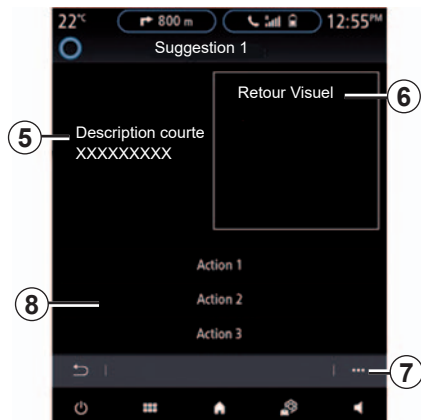 22°C
800 m
12:55PM
Suggestion 1
Retour Visuel
6
5
Description courte
XXXXXXXXX
Action 1
8
Action 2
Action 3
7